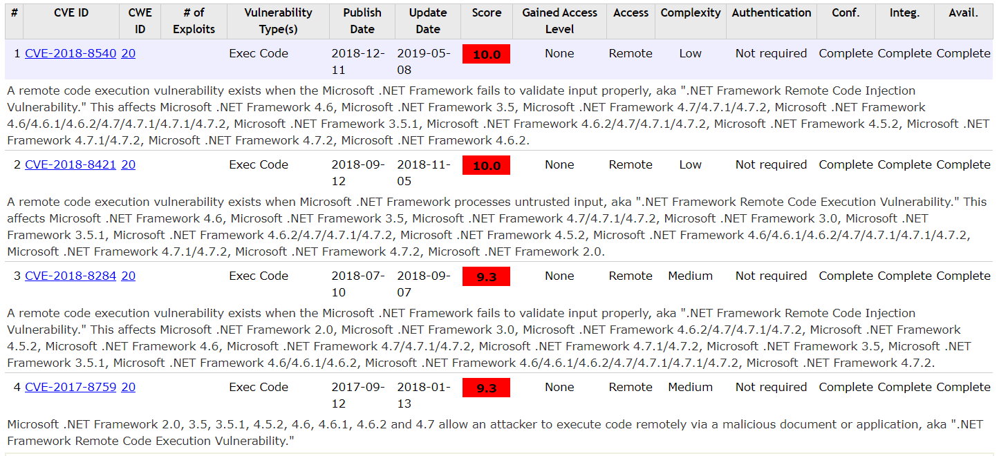 # CVE ID CWE ID # of Exploits Vulnerability Type(s) Publish Date Update Date Score Gained Access Level Access Complexity Authentication Conf. Integ. Avail.
1 CVE-2018-8540 20 Exec Code 2018-12-11 2019-05-08 10.0 None Remote Low Not required Complete Complete Complete
A remote code execution vulnerability exists when the Microsoft .NET Framework fails to validate input properly, aka ".NET Framework Remote Code Injection
Vulnerability." This affects Microsoft .NET Framework 4.6, Microsoft .NET Framework 3.5, Microsoft .NET Framework 4.7/4.7.1/4.7.2, Microsoft .NET Framework
4.6/4.6.1/4.6.2/4.7/4.7.1/4.7.1/4.7.2, Microsoft .NET Framework 3.5.1, Microsoft .NET Framework 4.6.2/4.7/4.7.1/4.7.2, Microsoft .NET Framework 4.5.2, Microsoft .NET
Framework 4.7.1/4.7.2, Microsoft .NET Framework 4.7.2, Microsoft .NET Framework 4.6.2.
2 CVE-2018-8421 20 Exec Code 2018-09-12 2018-11-05 10.0 None Remote Low Not required Complete Complete Complete
A remote code execution vulnerability exists when Microsoft .NET Framework processes untrusted input, aka ".NET Framework Remote Code Execution Vulnerability." This
affects Microsoft .NET Framework 4.6, Microsoft .NET Framework 3.5, Microsoft .NET Framework 4.7/4.7.1/4.7.2, Microsoft .NET Framework 3.0, Microsoft .NET
Framework 3.5.1, Microsoft .NET Framework 4.6.2/4.7/4.7.1/4.7.2, Microsoft .NET Framework 4.5.2, Microsoft .NET Framework 4.6/4.6.1/4.6.2/4.7/4.7.1/4.7.1/4.7.2,
Microsoft .NET Framework 4.7.1/4.7.2, Microsoft .NET Framework 4.7.2, Microsoft .NET Framework 2.0.
3 CVE-2018-8284 20 Exec Code 2018-07-10 2018-09-07 9.3 None Remote Medium Not required Complete Complete Complete
A remote code execution vulnerability exists when the Microsoft .NET Framework fails to validate input properly, aka ".NET Framework Remote Code Injection
Vulnerability." This affects Microsoft .NET Framework 2.0, Microsoft .NET Framework 3.0, Microsoft .NET Framework 4.6.2/4.7/4.7.1/4.7.2, Microsoft .NET Framework
4.5.2, Microsoft .NET Framework 4.6, Microsoft .NET Framework 4.7/4.7.1/4.7.2, Microsoft .NET Framework 4.7.1/4.7.2, Microsoft .NET Framework 3.5, Microsoft .NET
Framework 3.5.1, Microsoft .NET Framework 4.6/4.6.1/4.6.2, Microsoft .NET Framework 4.6/4.6.1/4.6.2/4.7/4.7.1/4.7.1/4.7.2, Microsoft .NET Framework 4.7.2.
4 CVE-2017-8759 20 Exec Code 2017-09-12 2018-01-13 9.3 None Remote Medium Not required Complete Complete Complete
Microsoft .NET Framework 2.0, 3.5, 3.5.1, 4.5.2, 4.6, 4.6.1, 4.6.2 and 4.7 allow an attacker to execute code remotely via a malicious document or application, aka ".NET
Framework Remote Code Execution Vulnerability."